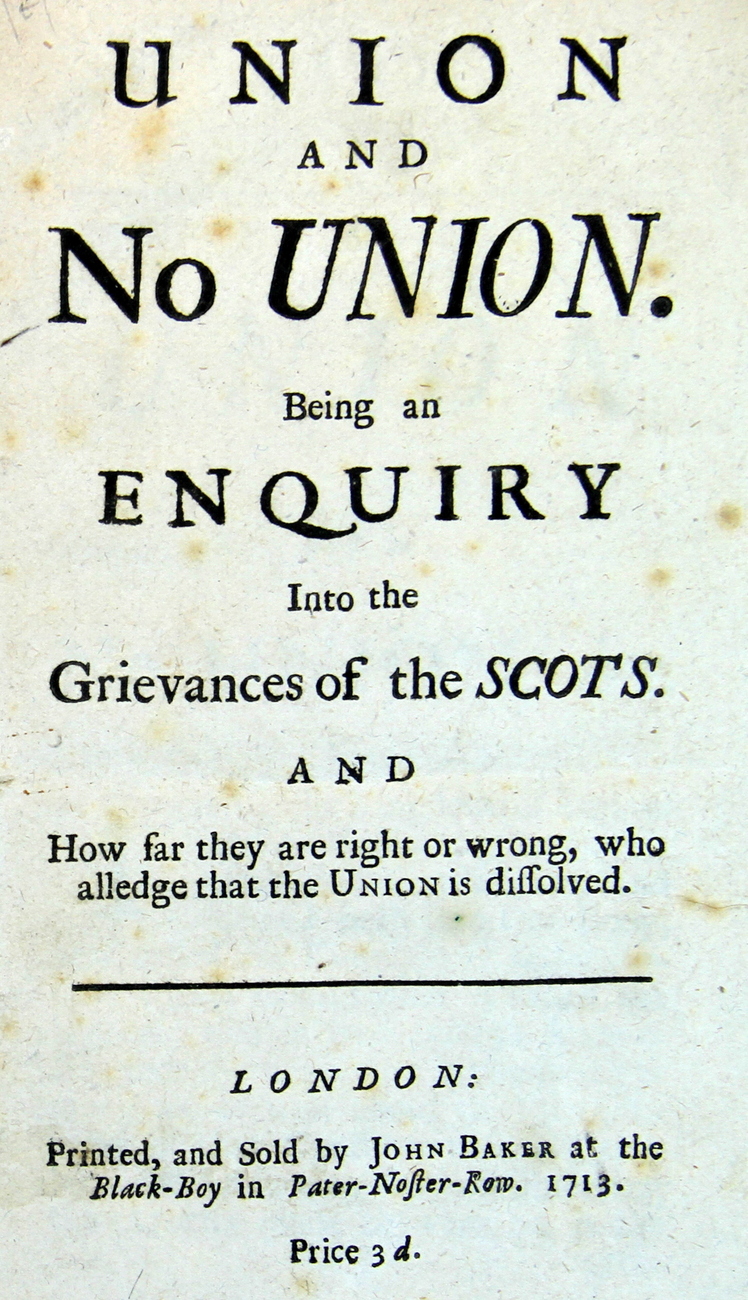 UNION
AND
No UNION.
Being an
ENQUIRY
Into the
Grievances of the SCOTS.
AND
How far they are right or wrong, who
alledge that the UNION is diſſolved.
LONDON:
Printed, and Sold by JOHN BAKER at the
Black-Boy in Pater-Noſter-Row. 1713.
Price 3 d.